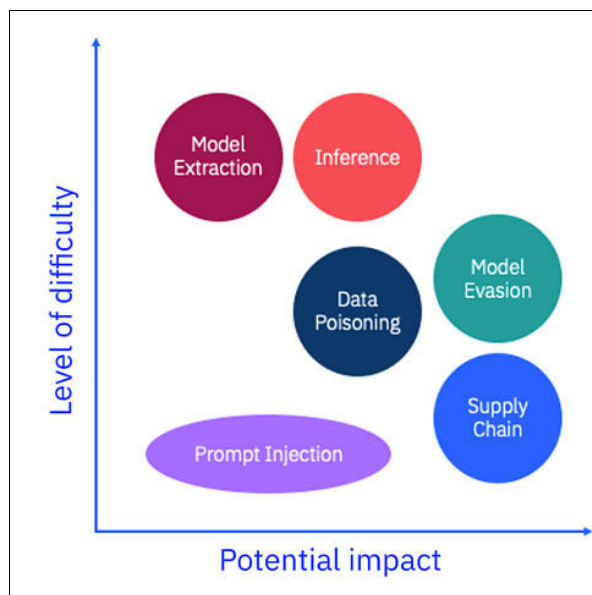 Level of difficulty
Model
Extraction
Inference
Model
Evasion
Data
Poisoning
Supply
Chain
Prompt Injection
Potential impact